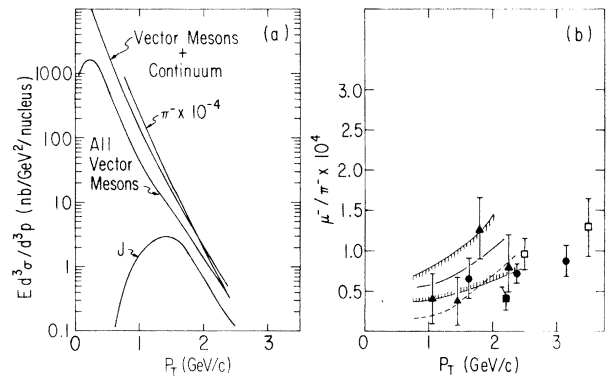 (a)
Vector Mesons
+
Continuum
π⁻ x 10⁻⁴
All
Vector
Mesons
J
E d³σ/d³p (nb/GeV²/nucleus)
1000
100
10
1
0.1
0 1 2 3
P_T (GeV/c)
(b)
μ⁻/π⁻ x 10⁴
3.0
2.0
1.5
1.0
0.5
0 1 2 3
P_T (GeV/c)